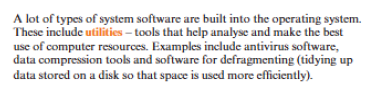 A lot of types of system software are built into the operating system.
These include utilities – tools that help analyse and make the best
use of computer resources. Examples include antivirus software,
data compression tools and software for defragmenting (tidying up
data stored on a disk so that space is used more efficiently).